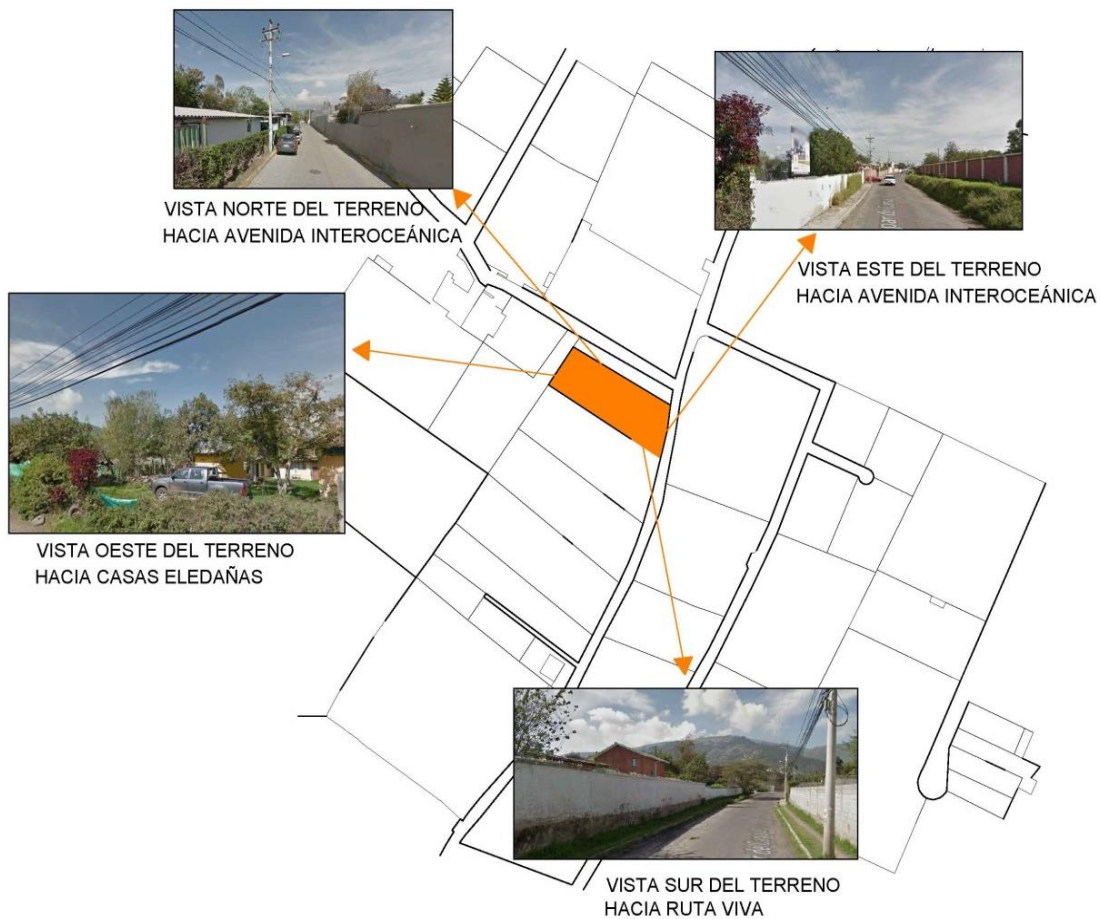 VISTA NORTE DEL TERRENO
HACIA AVENIDA INTEROCEÁNICA
VISTA ESTE DEL TERRENO
HACIA AVENIDA INTEROCEÁNICA
VISTA OESTE DEL TERRENO
HACIA CASAS ELEDAÑAS
VISTA SUR DEL TERRENO
HACIA RUTA VIVA